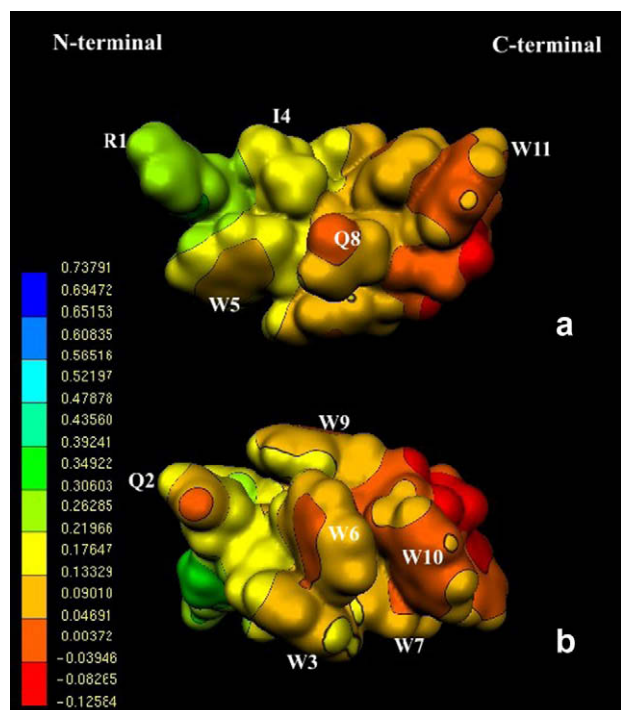 N-terminal
C-terminal
I4
R1
W11
Q8
W5
a
0.73791
0.69472
0.65153
0.60835
0.56516
0.52197
0.47878
0.43560
0.39241
0.34922
0.30603
0.26285
0.21966
0.17647
0.13329
0.09010
0.04691
0.00372
-0.03946
-0.08265
-0.12584
W9
Q2
W6
W10
W3
W7
b